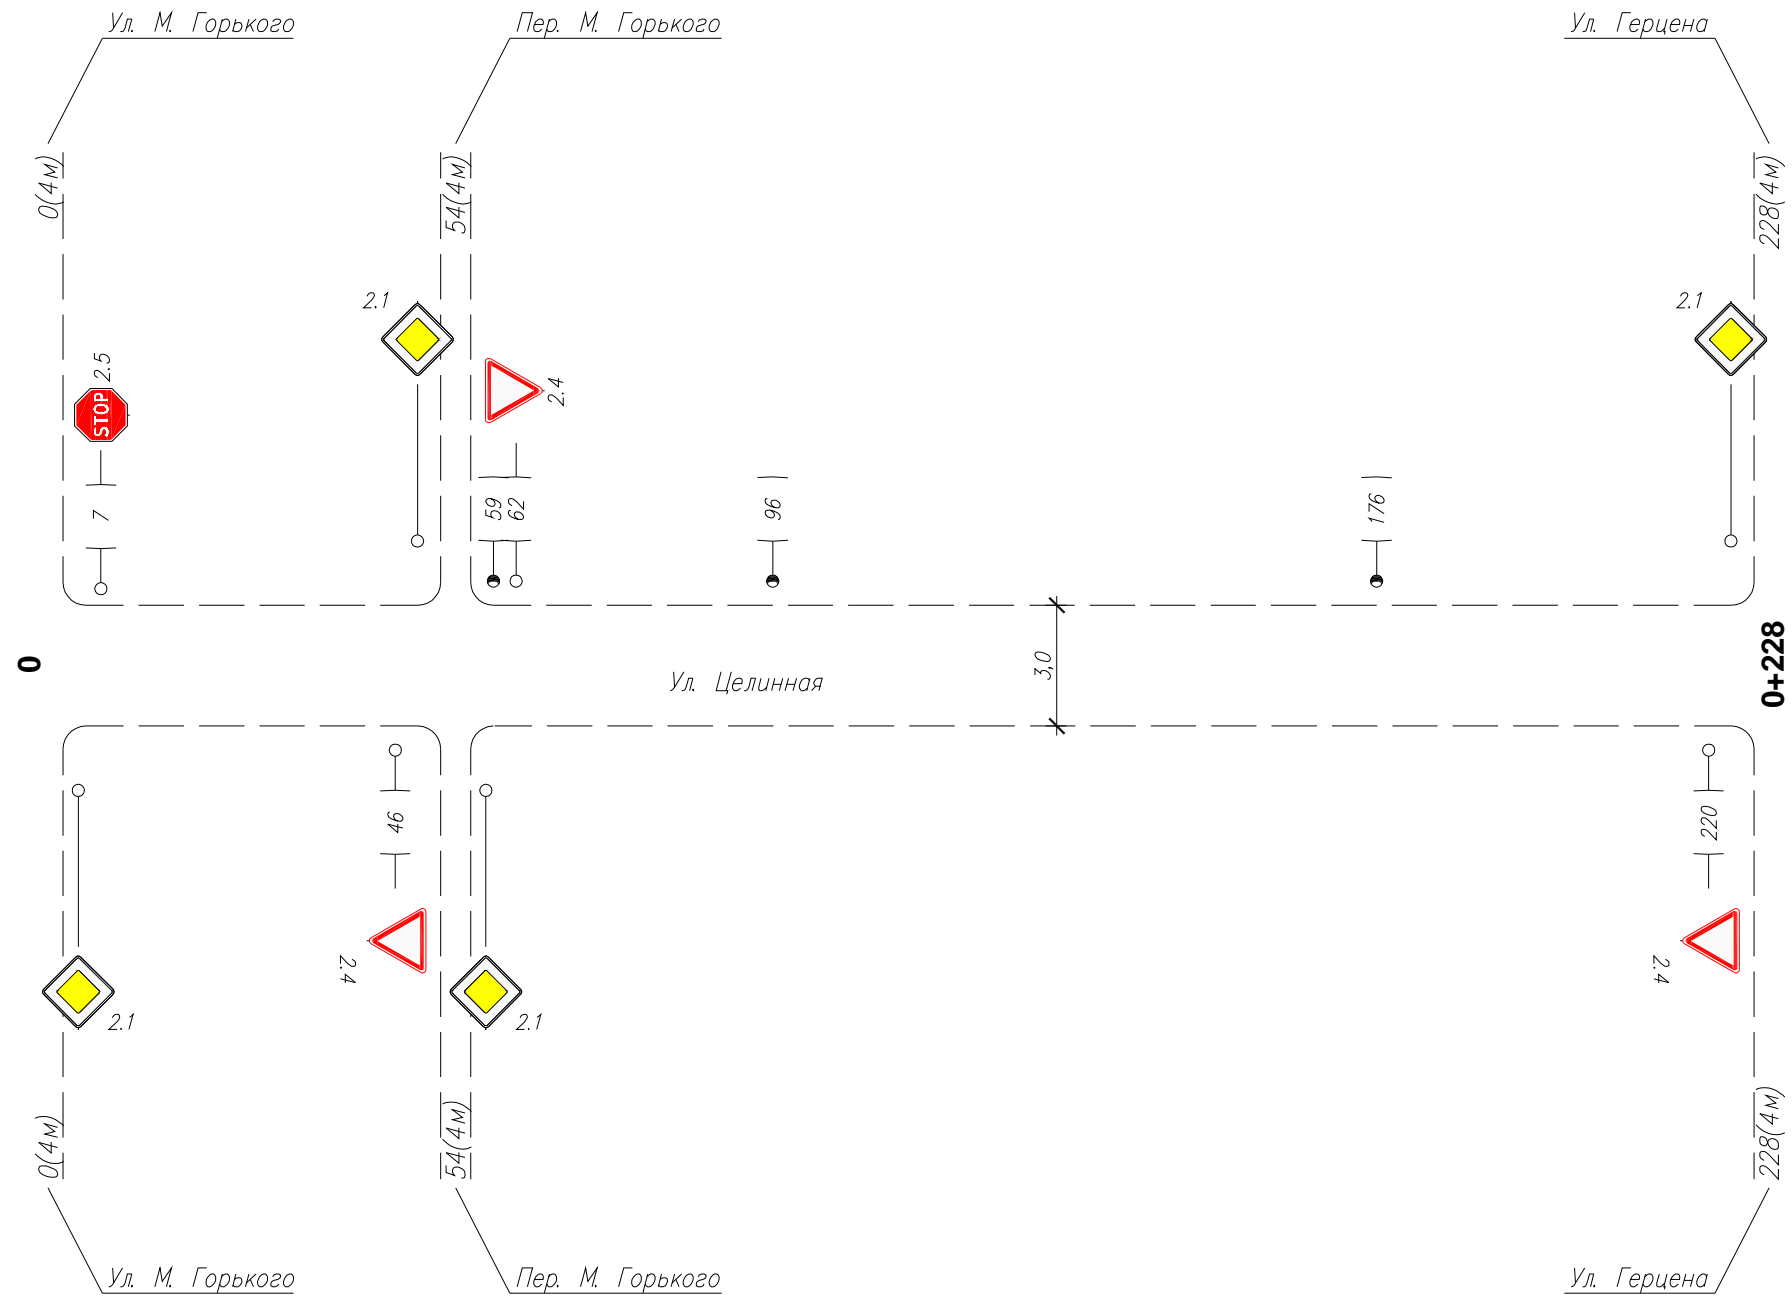 Ул. М. Горького
Пер. М. Горького
Ул. Герцена
0(4м)
54(4м)
228(4м)
2.1
2.1
2.5
STOP
2.4
7
59
62
96
176
0
Ул. Целинная
3,0
0+228
46
220
2.4
2.4
2.1
2.1
0(4м)
54(4м)
228(4м)
Ул. М. Горького
Пер. М. Горького
Ул. Герцена